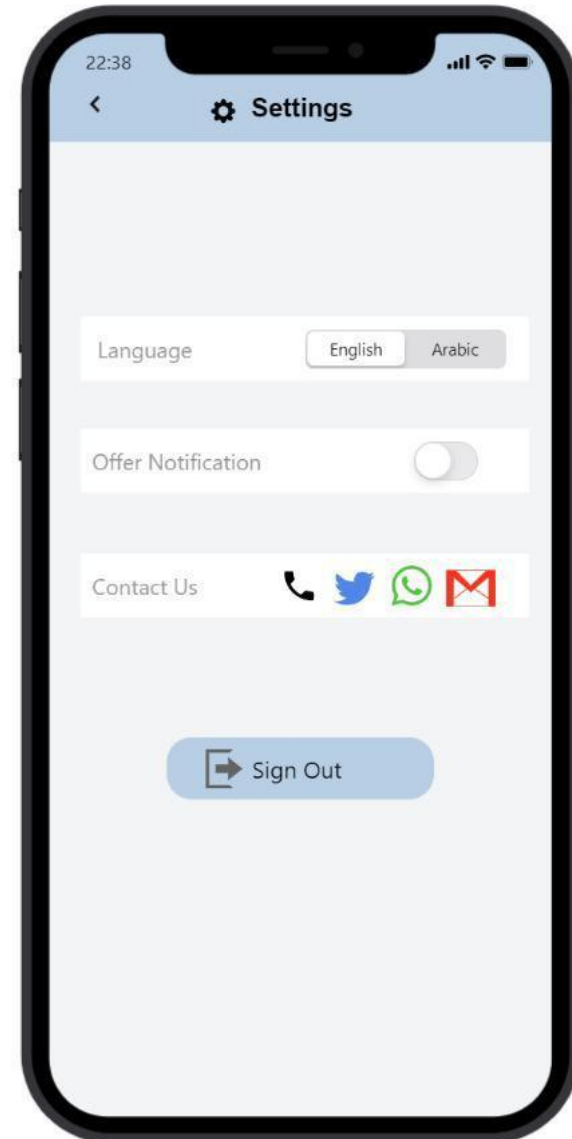 22:38
Settings
Language English Arabic
Offer Notification
Contact Us
Sign Out